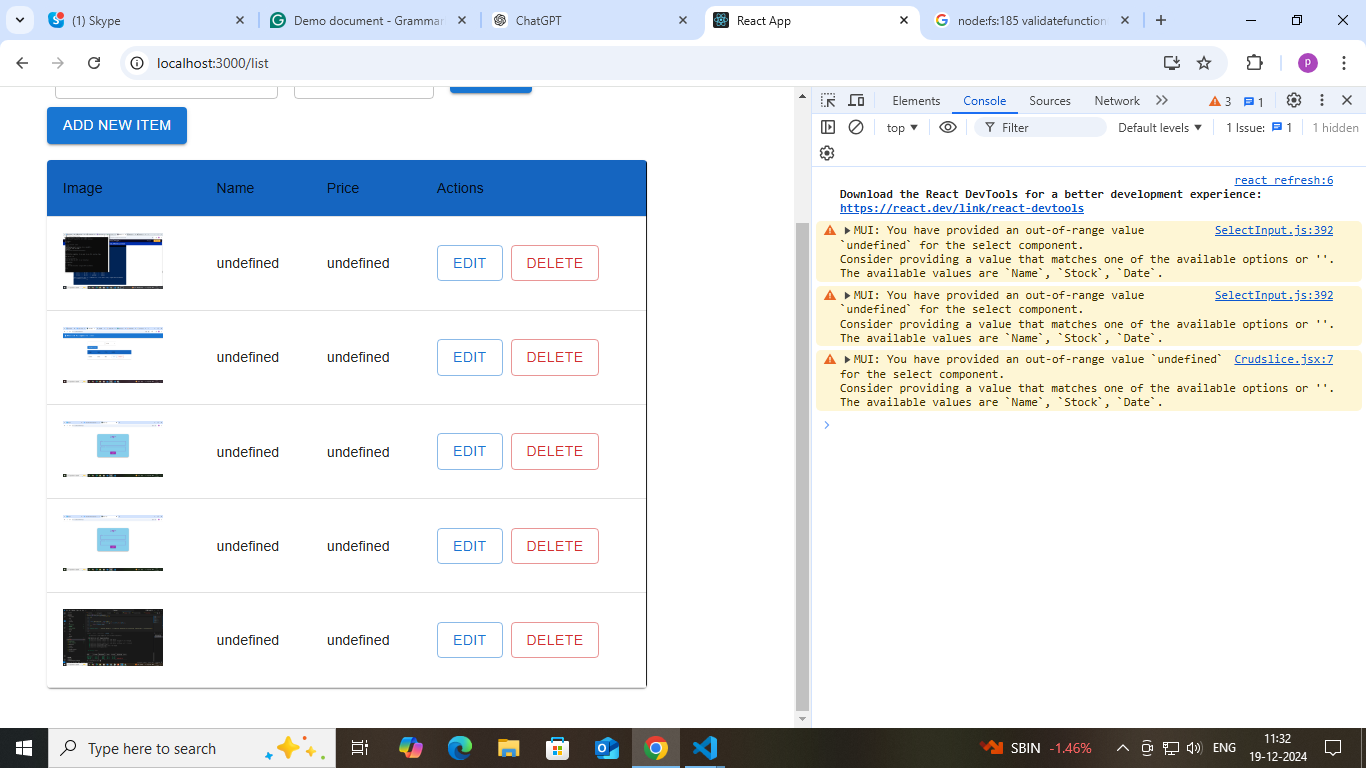 (1) Skype
Demo document - Grammar
ChatGPT
React App
node:fs:185 validatefunction
localhost:3000/list
ADD NEW ITEM
Image Name Price Actions
undefined undefined EDIT DELETE
undefined undefined EDIT DELETE
undefined undefined EDIT DELETE
undefined undefined EDIT DELETE
undefined undefined EDIT DELETE
Elements Console Sources Network 3 1
top Filter Default levels 1 Issue: 1 1 hidden
react refresh:6
Download the React DevTools for a better development experience:
https://react.dev/link/react-devtools
MUI: You have provided an out-of-range value SelectInput.js:392
`undefined` for the select component.
Consider providing a value that matches one of the available options or ''.
The available values are `Name`, `Stock`, `Date`.
MUI: You have provided an out-of-range value SelectInput.js:392
`undefined` for the select component.
Consider providing a value that matches one of the available options or ''.
The available values are `Name`, `Stock`, `Date`.
MUI: You have provided an out-of-range value `undefined` Crudslice.jsx:7
for the select component.
Consider providing a value that matches one of the available options or ''.
The available values are `Name`, `Stock`, `Date`.
Type here to search
SBIN -1.46%
ENG
11:32
19-12-2024